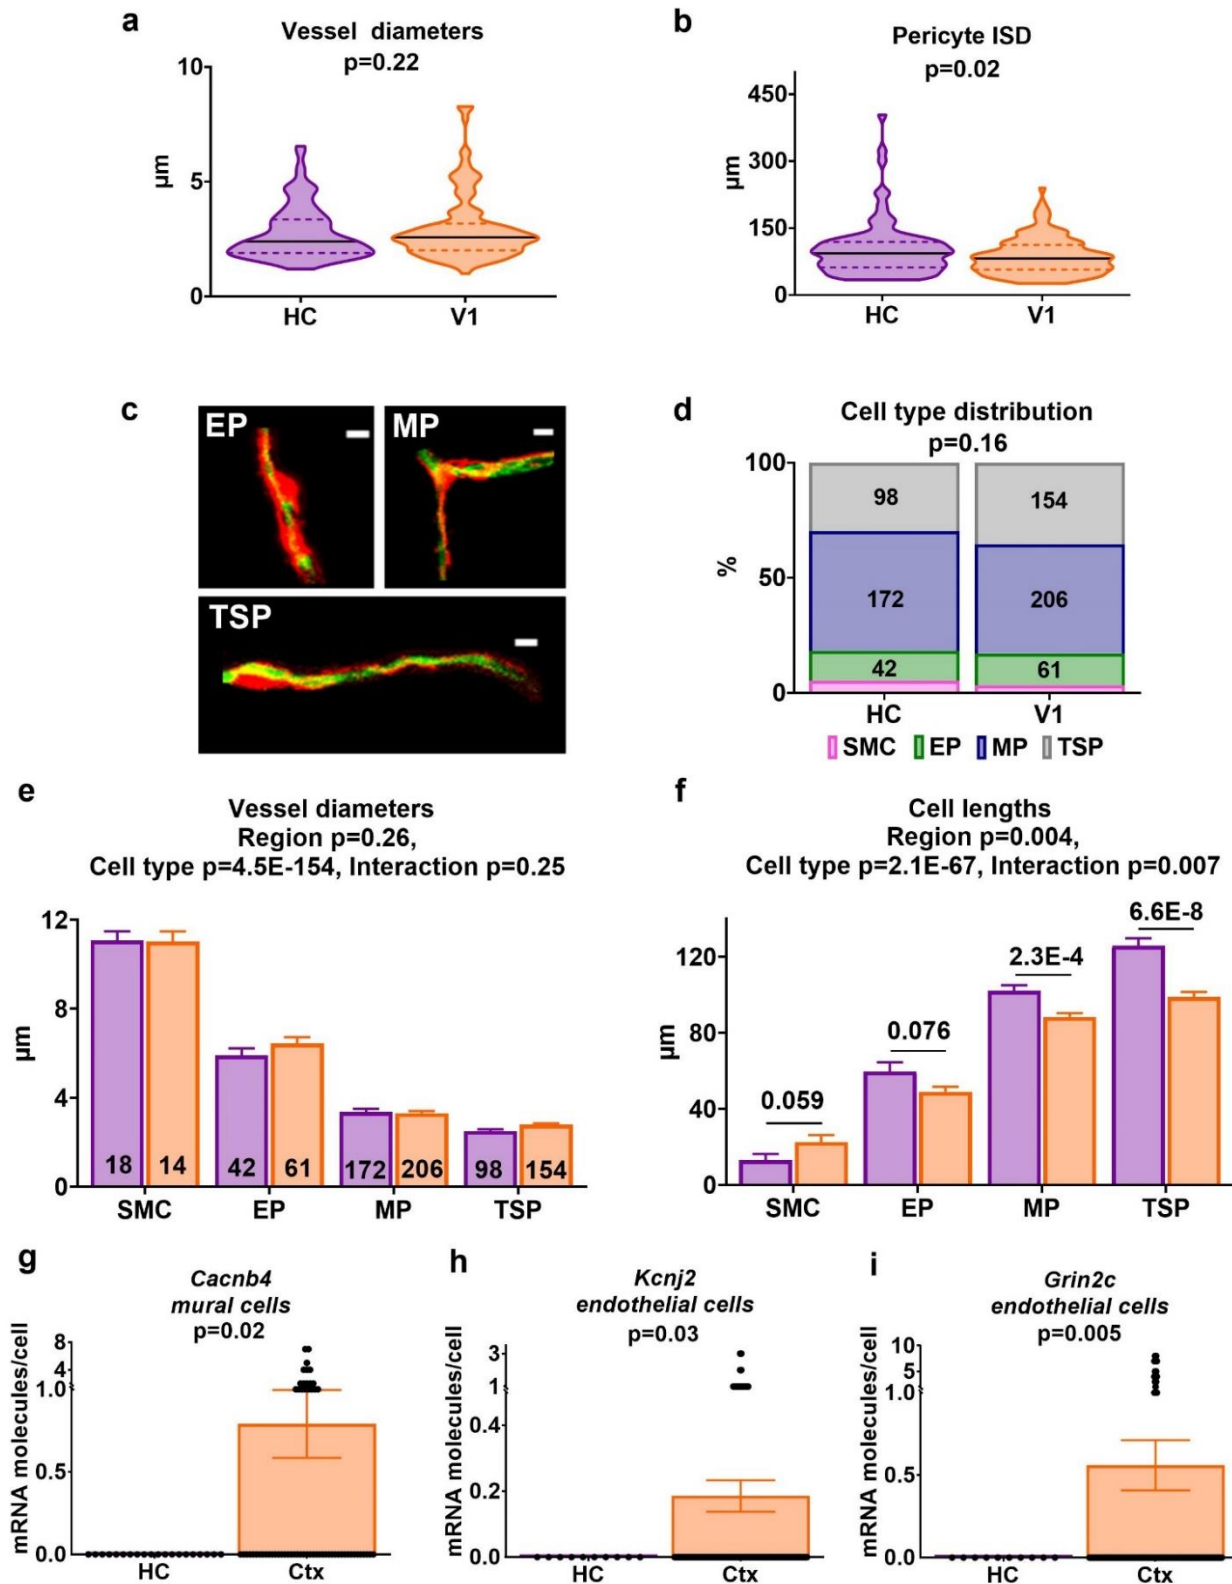 a
Vessel diameters
p=0.22
10
5
0
µm
HC
V1
b
Pericyte ISD
p=0.02
450
300
150
0
µm
HC
V1
c
EP
MP
TSP
d
Cell type distribution
p=0.16
100
50
0
%
98
154
172
206
42
61
HC
V1
SMC EP MP TSP
e
Vessel diameters
Region p=0.26,
Cell type p=4.5E-154, Interaction p=0.25
12
8
4
0
µm
18 14 42 61 172 206 98 154
SMC EP MP TSP
f
Cell lengths
Region p=0.004,
Cell type p=2.1E-67, Interaction p=0.007
120
80
40
0
µm
0.059
0.076
2.3E-4
6.6E-8
SMC EP MP TSP
g
Cacnb4
mural cells
p=0.02
mRNA molecules/cell
8
4
1.0
0.5
0.0
HC
Ctx
h
Kcnj2
endothelial cells
p=0.03
mRNA molecules/cell
3
1
0.4
0.2
0.0
HC
Ctx
i
Grin2c
endothelial cells
p=0.005
mRNA molecules/cell
10
5
1.0
0.5
0.0
HC
Ctx